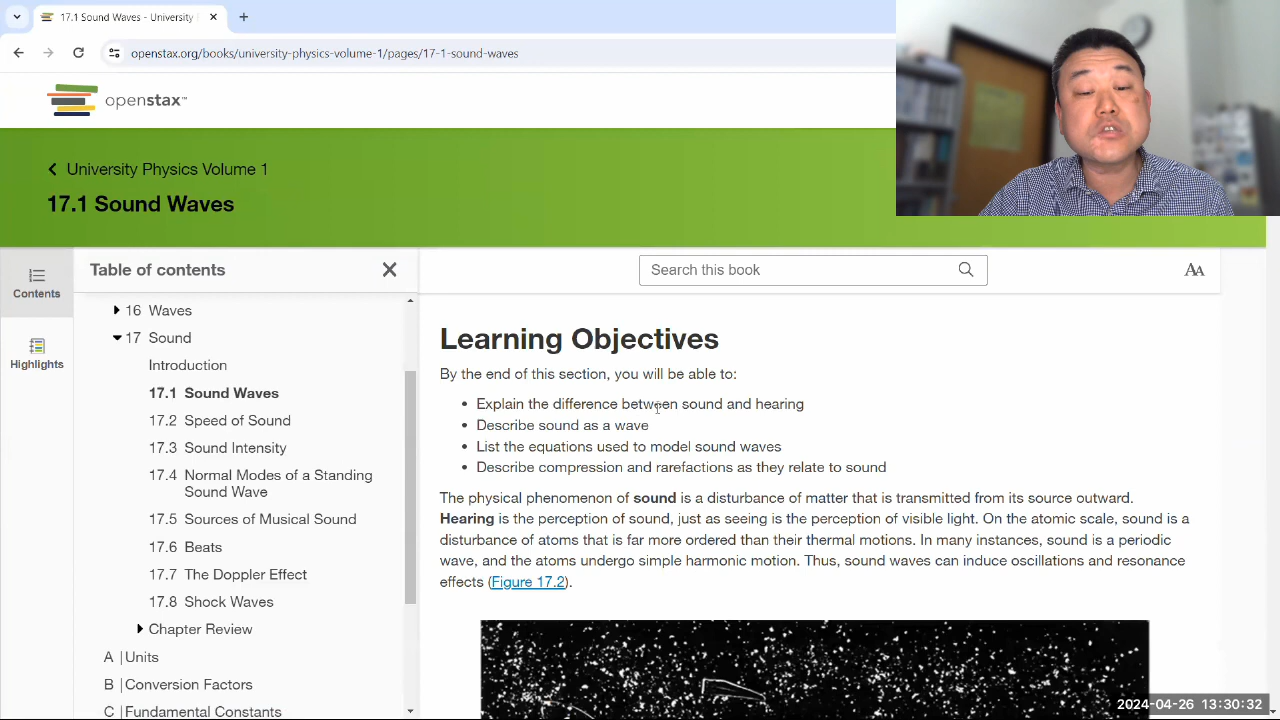 17.1 Sound Waves - University Ph
openstax.org/books/university-physics-volume-1/pages/17-1-sound-waves
openstax™
University Physics Volume 1
17.1 Sound Waves
Contents
Highlights
Table of contents
16 Waves
17 Sound
Introduction
17.1 Sound Waves
17.2 Speed of Sound
17.3 Sound Intensity
17.4 Normal Modes of a Standing
Sound Wave
17.5 Sources of Musical Sound
17.6 Beats
17.7 The Doppler Effect
17.8 Shock Waves
Chapter Review
A | Units
B | Conversion Factors
C | Fundamental Constants
Search this book
AA
Learning Objectives
By the end of this section, you will be able to:
• Explain the difference between sound and hearing
• Describe sound as a wave
• List the equations used to model sound waves
• Describe compression and rarefactions as they relate to sound
The physical phenomenon of sound is a disturbance of matter that is transmitted from its source outward.
Hearing is the perception of sound, just as seeing is the perception of visible light. On the atomic scale, sound is a
disturbance of atoms that is far more ordered than their thermal motions. In many instances, sound is a periodic
wave, and the atoms undergo simple harmonic motion. Thus, sound waves can induce oscillations and resonance
effects (Figure 17.2).
2024-04-26 13:30:32